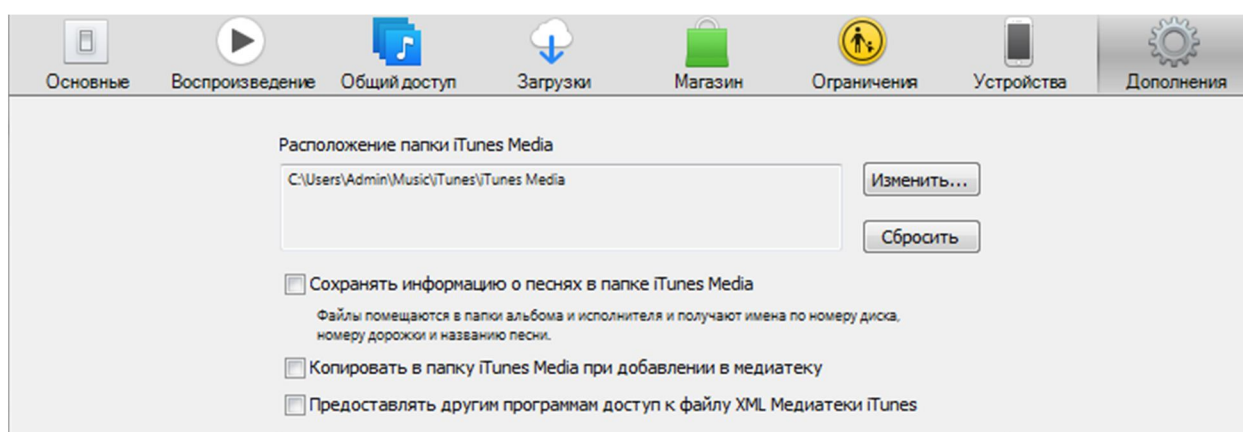 Основные Воспроизведение Общий доступ Загрузки Магазин Ограничения Устройства Дополнения
Расположение папки iTunes Media
C:\Users\Admin\Music\iTunes\iTunes Media
Изменить...
Сбросить
Сохранять информацию о песнях в папке iTunes Media
Файлы помещаются в папки альбома и исполнителя и получают имена по номеру диска,
номеру дорожки и названию песни.
Копировать в папку iTunes Media при добавлении в медиатеку
Предоставлять другим программам доступ к файлу XML Медиатеки iTunes